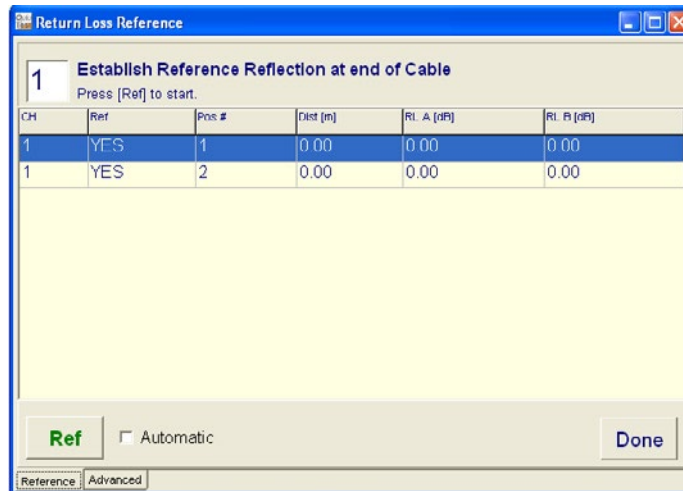 Return Loss Reference
1
Establish Reference Reflection at end of Cable
Press [Ref] to start.
CH Ref Pos # Dist [m] RL A [dB] RL B [dB]
1 YES 1 0.00 0.00 0.00
1 YES 2 0.00 0.00 0.00
Ref Automatic Done
Reference Advanced